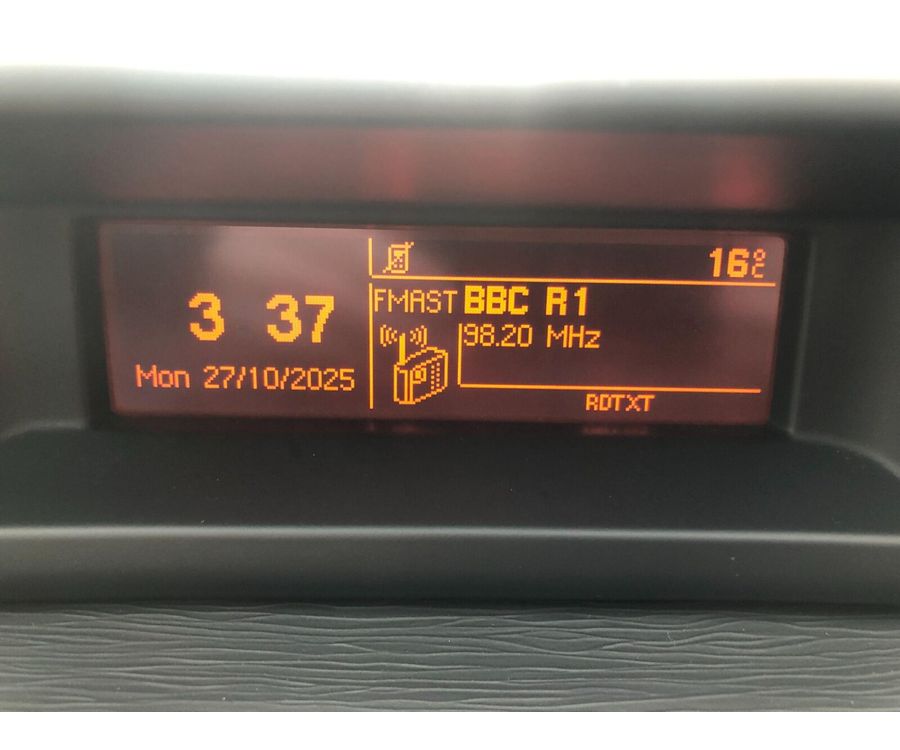 3 37
Mon 27/10/2025
16°C
FMAST BBC R1
98.20 MHz
RDTXT